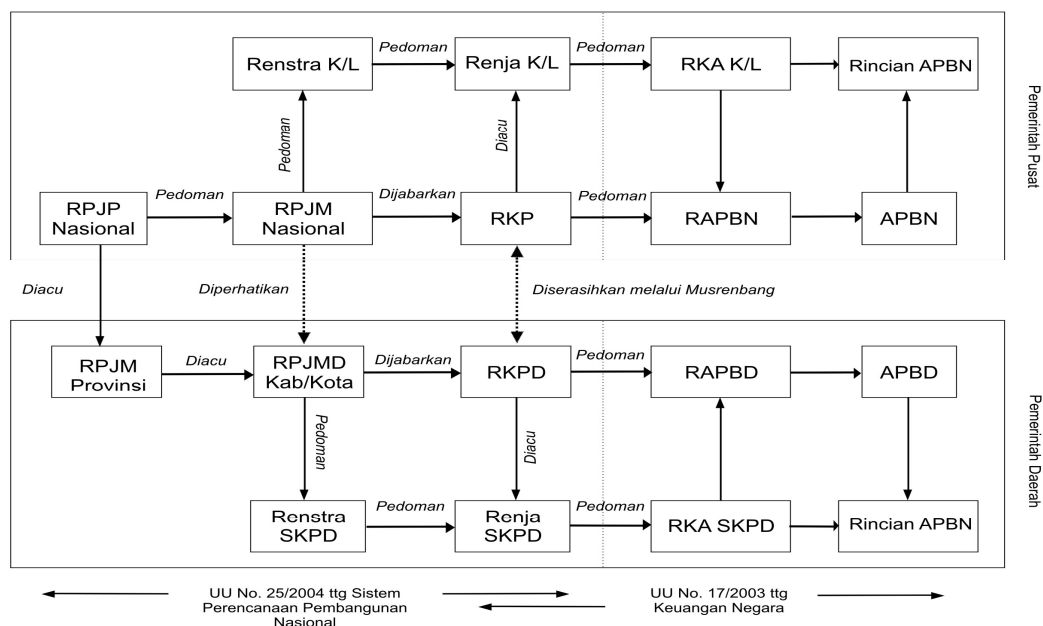 Pedoman
Pedoman
Renstra K/L
Renja K/L
RKA K/L
Rincian APBN
Pedoman
Diacu
Pemerintah Pusat
Pedoman
Dijabarkan
Pedoman
RPJP
Nasional
RPJM
Nasional
RKP
RAPBN
APBN
Diacu
Diperhatikan
Diserasihkan melalui Musrenbang
RPJM
Provinsi
Diacu
RPJMD
Kab/Kota
Dijabarkan
RKPD
Pedoman
RAPBD
APBD
Pedoman
Diacu
Pemerintah Daerah
Renstra
SKPD
Pedoman
Renja
SKPD
Pedoman
RKA SKPD
Rincian APBN
UU No. 25/2004 ttg Sistem
Perencanaan Pembangunan
Nasional
UU No. 17/2003 ttg
Keuangan Negara